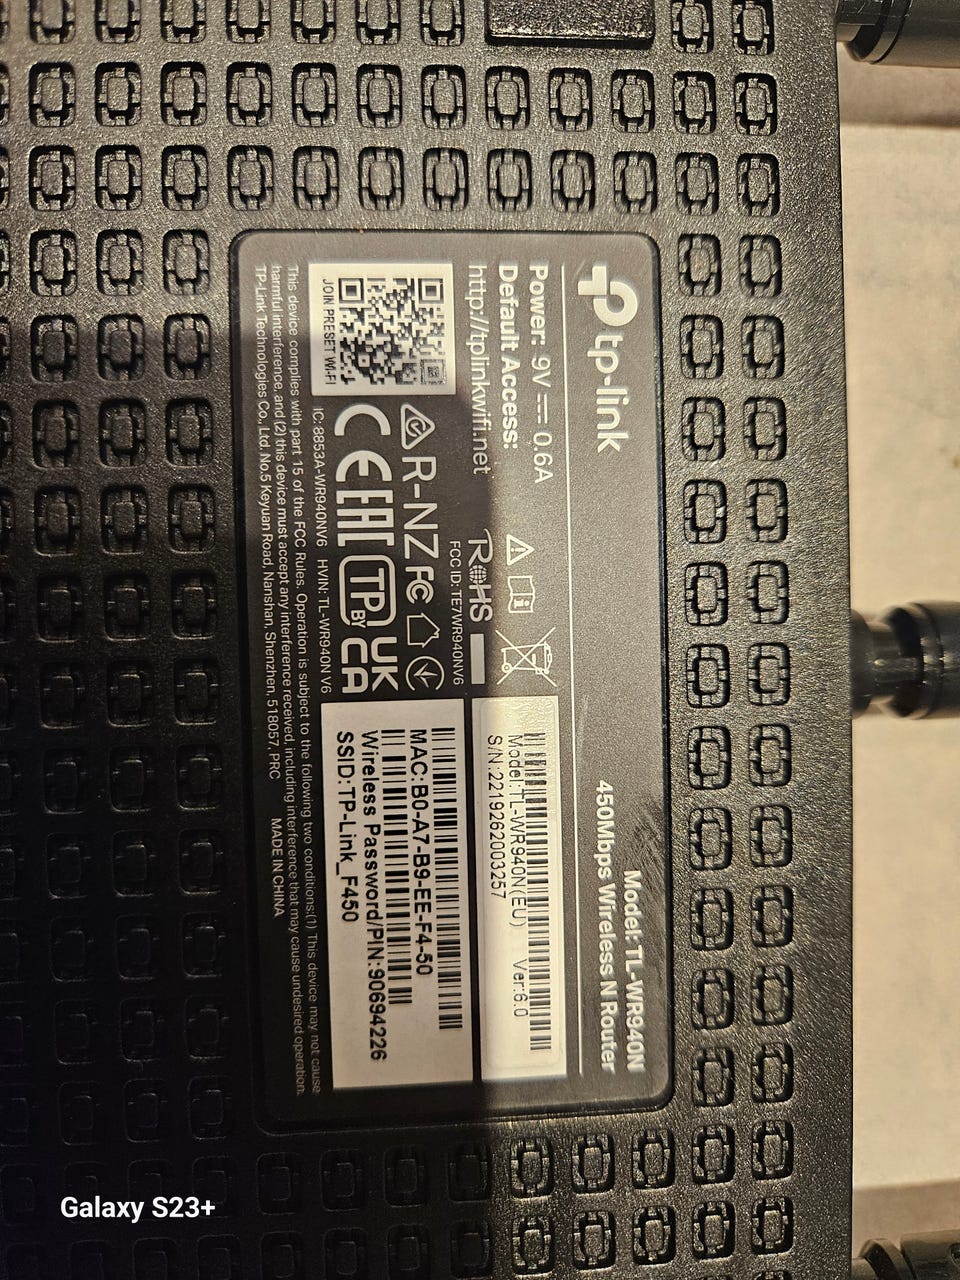 tp-link
Model: TL-WR940N
450Mbps Wireless N Router
Power: 9V ⎓ 0.6A
Default Access:
http://tplinkwifi.net
JOIN PRESET WI-FI
RoHS
FCC ID: TE7WR940NV6
R-NZ FC
CE EAC TP BY UK CA
IC: 8853A-WR940NV6 HVIN: TL-WR940N V6
Model:TL-WR940N(EU) Ver:6.0
S/N:2219262003257
MAC:B0-A7-B9-EE-F4-50
Wireless Password/PIN:90694226
SSID:TP-Link_F450
This device complies with part 15 of the FCC Rules. Operation is subject to the following two conditions:(1) This device may not cause
harmful interference, and (2) this device must accept any interference received, including interference that may cause undesired operation.
TP-Link Technologies Co., Ltd. No.5 Keyuan Road, Nanshan, Shenzhen, 518057, PRC MADE IN CHINA
Galaxy S23+